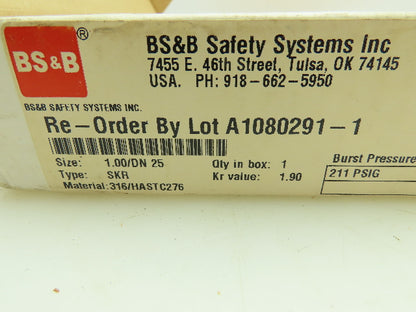 BS&B®
BS&B Safety Systems Inc
7455 E. 46th Street, Tulsa, OK 74145
USA. PH: 918-662-5950
BS&B SAFETY SYSTEMS INC.
Re-Order By Lot A1080291-1
Size: 1.00/DN 25 Qty in box: 1 Burst Pressure
Type: SKR Kr value: 1.90 211 PSIG
Material: 316/HASTC276